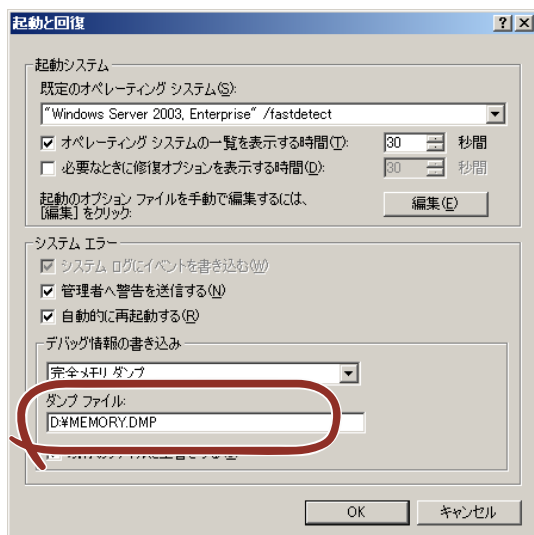 起動と回復
起動システム
既定のオペレーティング システム(S):
"Windows Server 2003, Enterprise" /fastdetect
オペレーティング システムの一覧を表示する時間(T): 30 秒間
必要なときに修復オプションを表示する時間(D): 30 秒間
起動のオプション ファイルを手動で編集するには、
[編集] をクリック:
編集(E)
システム エラー
システム ログにイベントを書き込む(W)
管理者へ警告を送信する(N)
自動的に再起動する(R)
デバッグ情報の書き込み
完全メモリ ダンプ
ダンプ ファイル:
D:¥MEMORY.DMP
OK キャンセル